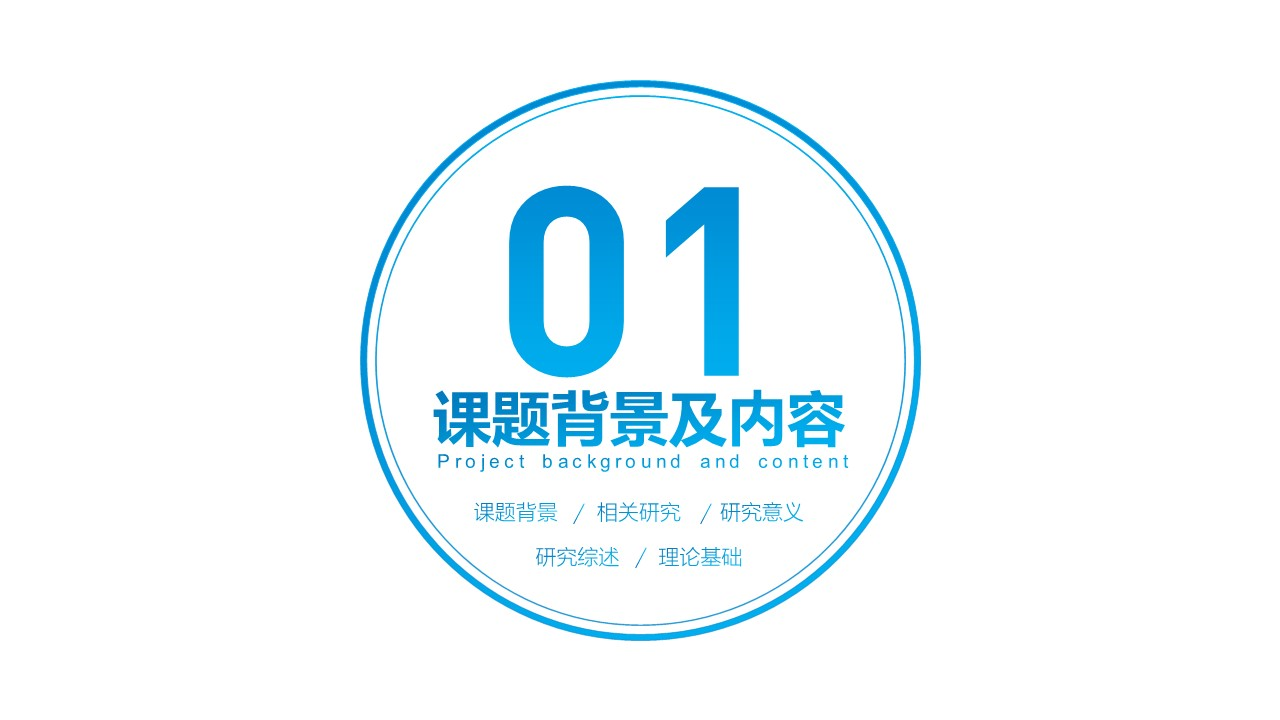 01
课题背景及内容
Project background and content
课题背景 / 相关研究 / 研究意义
研究综述 / 理论基础